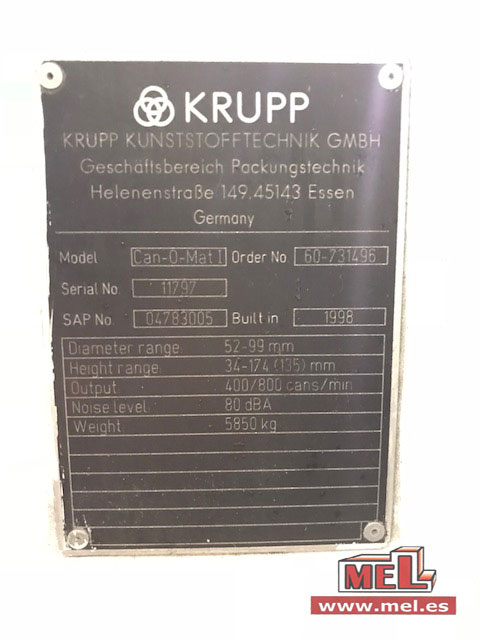 KRUPP
KRUPP KUNSTSTOFFTECHNIK GMBH
Geschäftsbereich Packungstechnik
Helenenstraße 149,45143 Essen
Germany
Model Can-O-Mat I Order No 60-731496
Serial No 11797
SAP No. 04783005 Built in 1998
Diameter range 52-99 mm
Height range 34-174 (135) mm
Output 400/800 cans/min
Noise level 80 dBA
Weight 5850 kg
MEL
www.mel.es